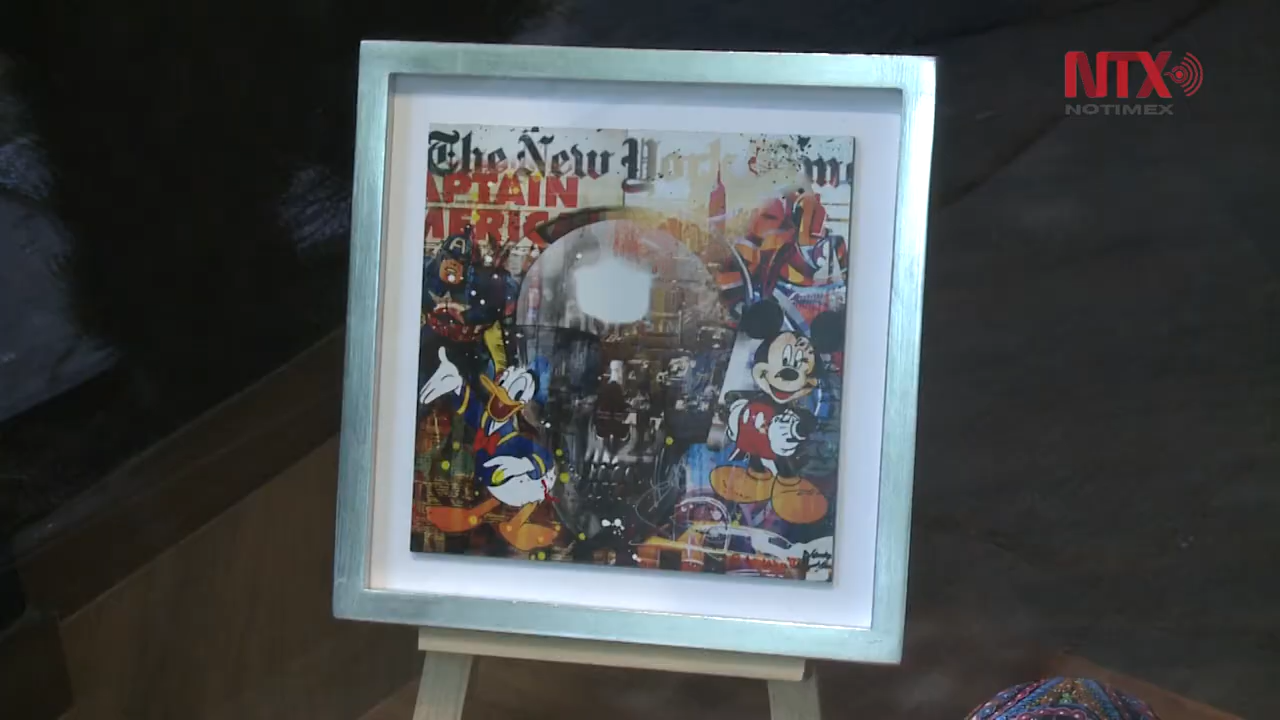 NTX
NOTIMEX
The New York
APTAIN
MERIC
A